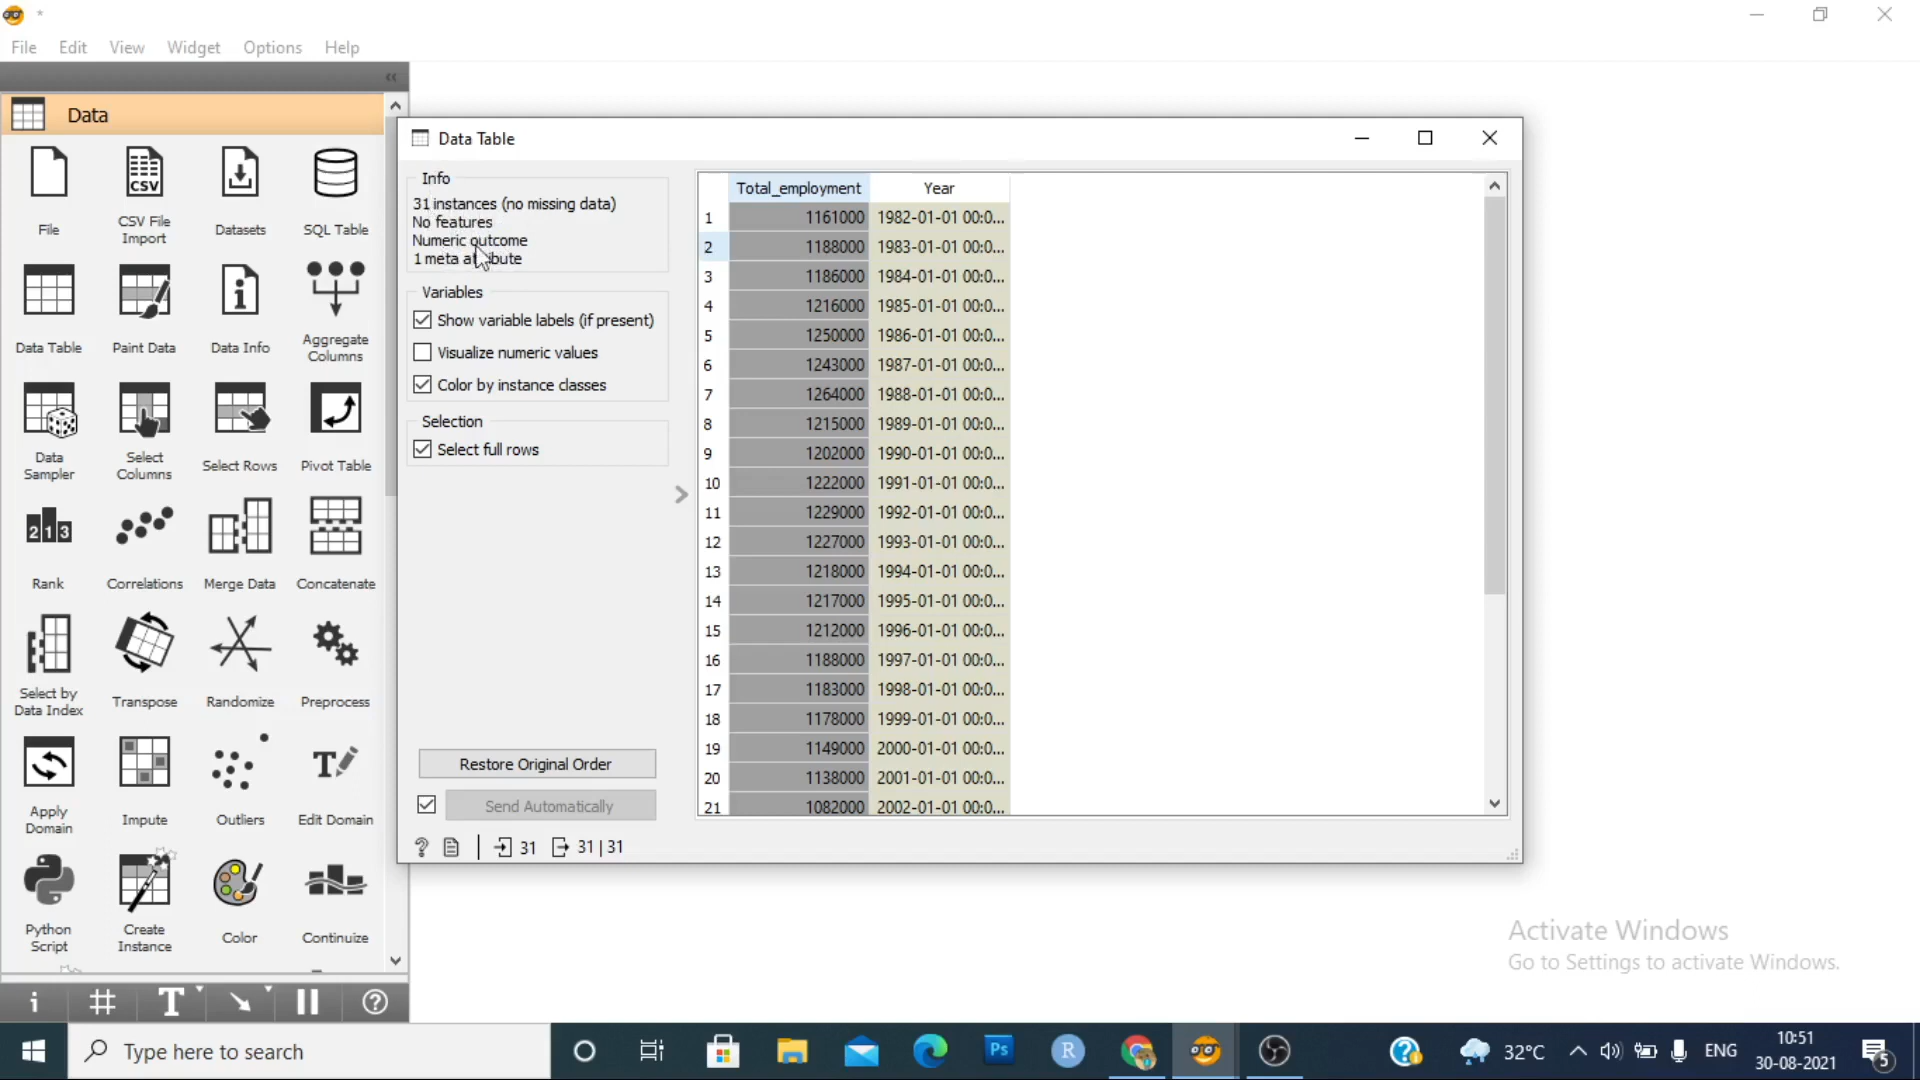 *
File Edit View Widget Options Help
«
Data
File
CSV File
Import
Datasets
SQL Table
Data Table
Paint Data
Data Info
Aggregate
Columns
Data
Sampler
Select
Columns
Select Rows
Pivot Table
Rank
Correlations
Merge Data
Concatenate
Select by
Data Index
Transpose
Randomize
Preprocess
Apply
Domain
Impute
Outliers
Edit Domain
Python
Script
Create
Instance
Color
Continuize
Data Table
Info
31 instances (no missing data)
No features
Numeric outcome
1 meta attribute
Variables
Show variable labels (if present)
Visualize numeric values
Color by instance classes
Selection
Select full rows
Restore Original Order
Send Automatically
? 31 31 | 31
Total_employment Year
1 1161000 1982-01-01 00:0...
2 1188000 1983-01-01 00:0...
3 1186000 1984-01-01 00:0...
4 1216000 1985-01-01 00:0...
5 1250000 1986-01-01 00:0...
6 1243000 1987-01-01 00:0...
7 1264000 1988-01-01 00:0...
8 1215000 1989-01-01 00:0...
9 1202000 1990-01-01 00:0...
10 1222000 1991-01-01 00:0...
11 1229000 1992-01-01 00:0...
12 1227000 1993-01-01 00:0...
13 1218000 1994-01-01 00:0...
14 1217000 1995-01-01 00:0...
15 1212000 1996-01-01 00:0...
16 1188000 1997-01-01 00:0...
17 1183000 1998-01-01 00:0...
18 1178000 1999-01-01 00:0...
19 1149000 2000-01-01 00:0...
20 1138000 2001-01-01 00:0...
21 1082000 2002-01-01 00:0...
Activate Windows
Go to Settings to activate Windows.
Type here to search
Ps
R
32°C
ENG
10:51
30-08-2021
5